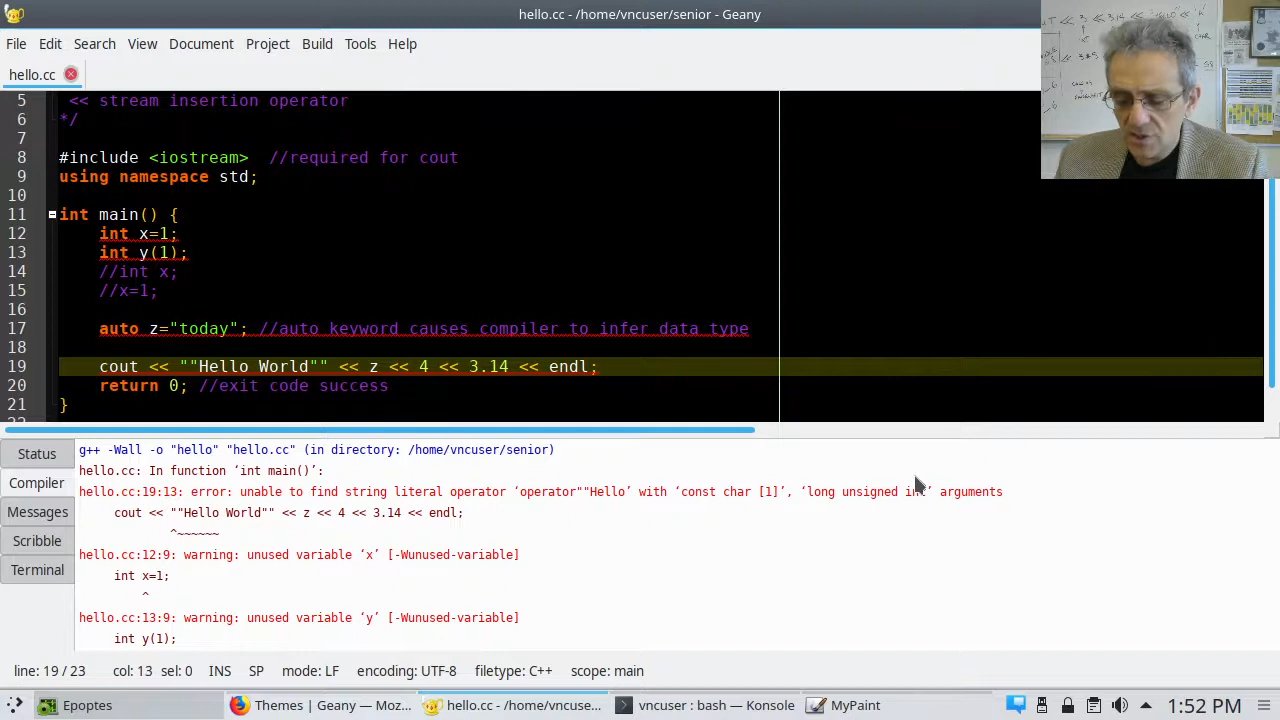 hello.cc - /home/vncuser/senior - Geany
File Edit Search View Document Project Build Tools Help
hello.cc
5 << stream insertion operator
6 */
7
8 #include <iostream> //required for cout
9 using namespace std;
10
11 int main() {
12 int x=1;
13 int y(1);
14 //int x;
15 //x=1;
16
17 auto z="today"; //auto keyword causes compiler to infer data type
18
19 cout << ""Hello World"" << z << 4 << 3.14 << endl;
20 return 0; //exit code success
21 }
Status
Compiler
Messages
Scribble
Terminal
g++ -Wall -o "hello" "hello.cc" (in directory: /home/vncuser/senior)
hello.cc: In function ‘int main()’:
hello.cc:19:13: error: unable to find string literal operator ‘operator""Hello’ with ‘const char [1]’, ‘long unsigned int’ arguments
cout << ""Hello World"" << z << 4 << 3.14 << endl;
^~~~~~~
hello.cc:12:9: warning: unused variable ‘x’ [-Wunused-variable]
int x=1;
^
hello.cc:13:9: warning: unused variable ‘y’ [-Wunused-variable]
int y(1);
line: 19 / 23 col: 13 sel: 0 INS SP mode: LF encoding: UTF-8 filetype: C++ scope: main
Epoptes Themes | Geany — Moz... hello.cc - /home/vncuse... vncuser : bash — Konsole MyPaint 1:52 PM